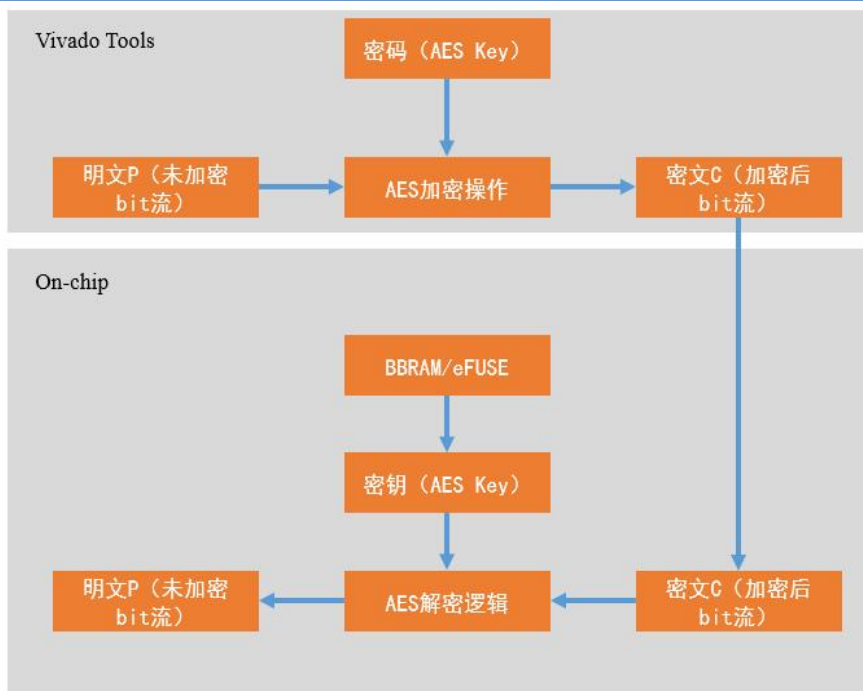 Vivado Tools
密码（AES Key）
明文P（未加密
bit流）
AES加密操作
密文C（加密后
bit流）
On-chip
BBRAM/eFUSE
密钥（AES Key）
明文P（未加密
bit流）
AES解密逻辑
密文C（加密后
bit流）